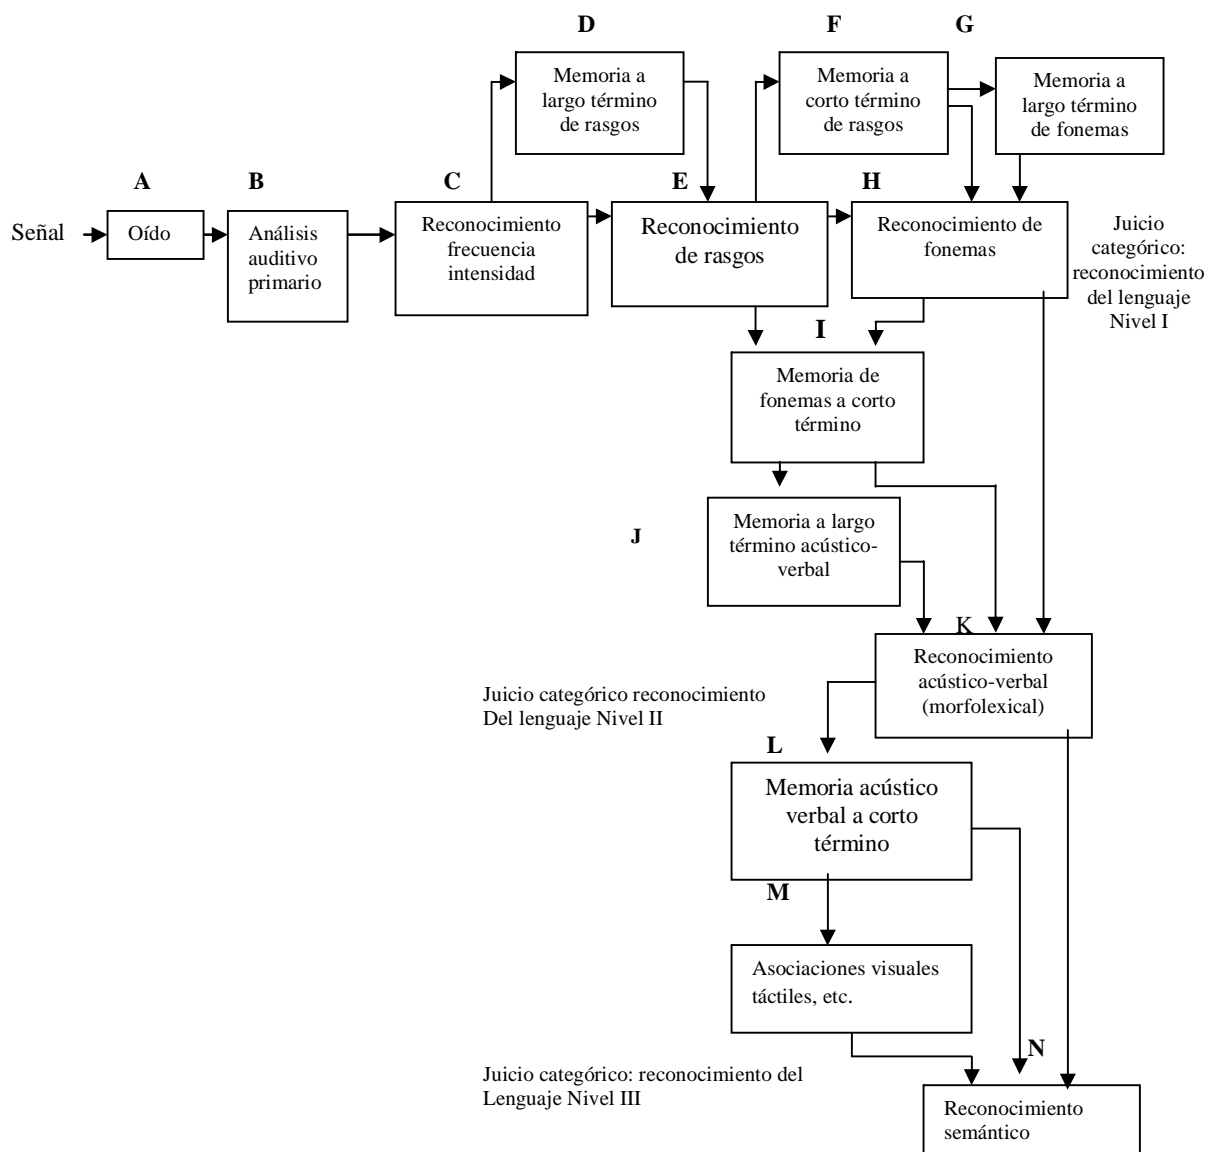 D
F
G
Memoria a
largo término
de rasgos
Memoria a
corto término
de rasgos
Memoria a
largo término
de fonemas
A
B
C
E
H
Señal
Oído
Análisis
auditivo
primario
Reconocimiento
frecuencia
intensidad
Reconocimiento
de rasgos
Reconocimiento de
fonemas
Juicio
categórico:
reconocimiento
del lenguaje
Nivel I
I
Memoria de
fonemas a corto
término
J
Memoria a largo
término acústico-
verbal
K
Reconocimiento
acústico-verbal
(morfolexical)
Juicio categórico reconocimiento
Del lenguaje Nivel II
L
Memoria acústico
verbal a corto
término
M
Asociaciones visuales
táctiles, etc.
N
Juicio categórico: reconocimiento del
Lenguaje Nivel III
Reconocimiento
semántico